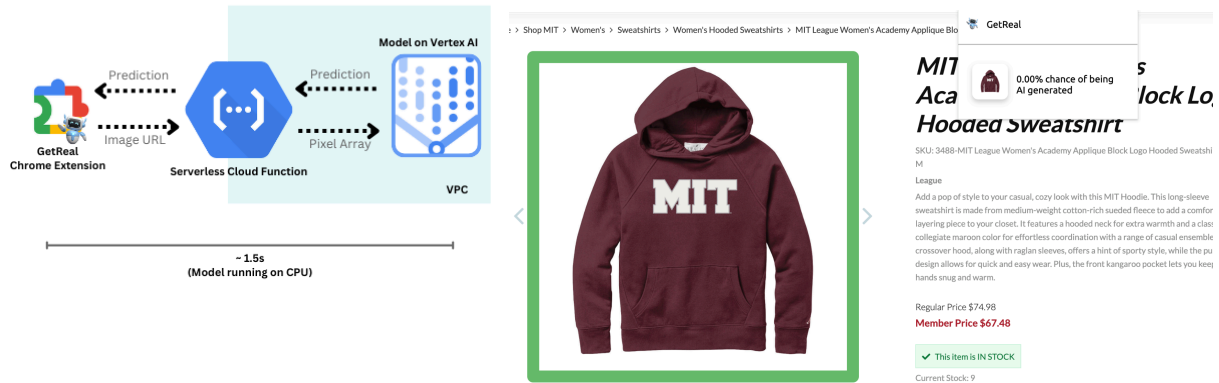 Model on Vertex AI
Prediction
Prediction
Image URL
Pixel Array
GetReal
Chrome Extension
Serverless Cloud Function
VPC
~ 1.5s
(Model running on CPU)
> Shop MIT > Women's > Sweatshirts > Women's Hooded Sweatshirts > MIT League Women's Academy Applique Blo
GetReal
0.00% chance of being
AI generated
MIT
MIT s
Aca lock Lo
Hooded Sweatshirt
SKU: 3488-MIT League Women's Academy Applique Block Logo Hooded Sweatshi
M
League
Add a pop of style to your casual, cozy look with this MIT Hoodie. This long-sleeve
sweatshirt is made from medium-weight cotton-rich sueded fleece to add a comfor
layering piece to your closet. It features a hooded neck for extra warmth and a clas
collegiate maroon color for effortless coordination with a range of casual ensemble
crossover hood, along with raglan sleeves, offers a hint of sporty style, while the pu
design allows for quick and easy wear. Plus, the front kangaroo pocket lets you keep
hands snug and warm.
Regular Price $74.98
Member Price $67.48
This item is IN STOCK
Current Stock: 9